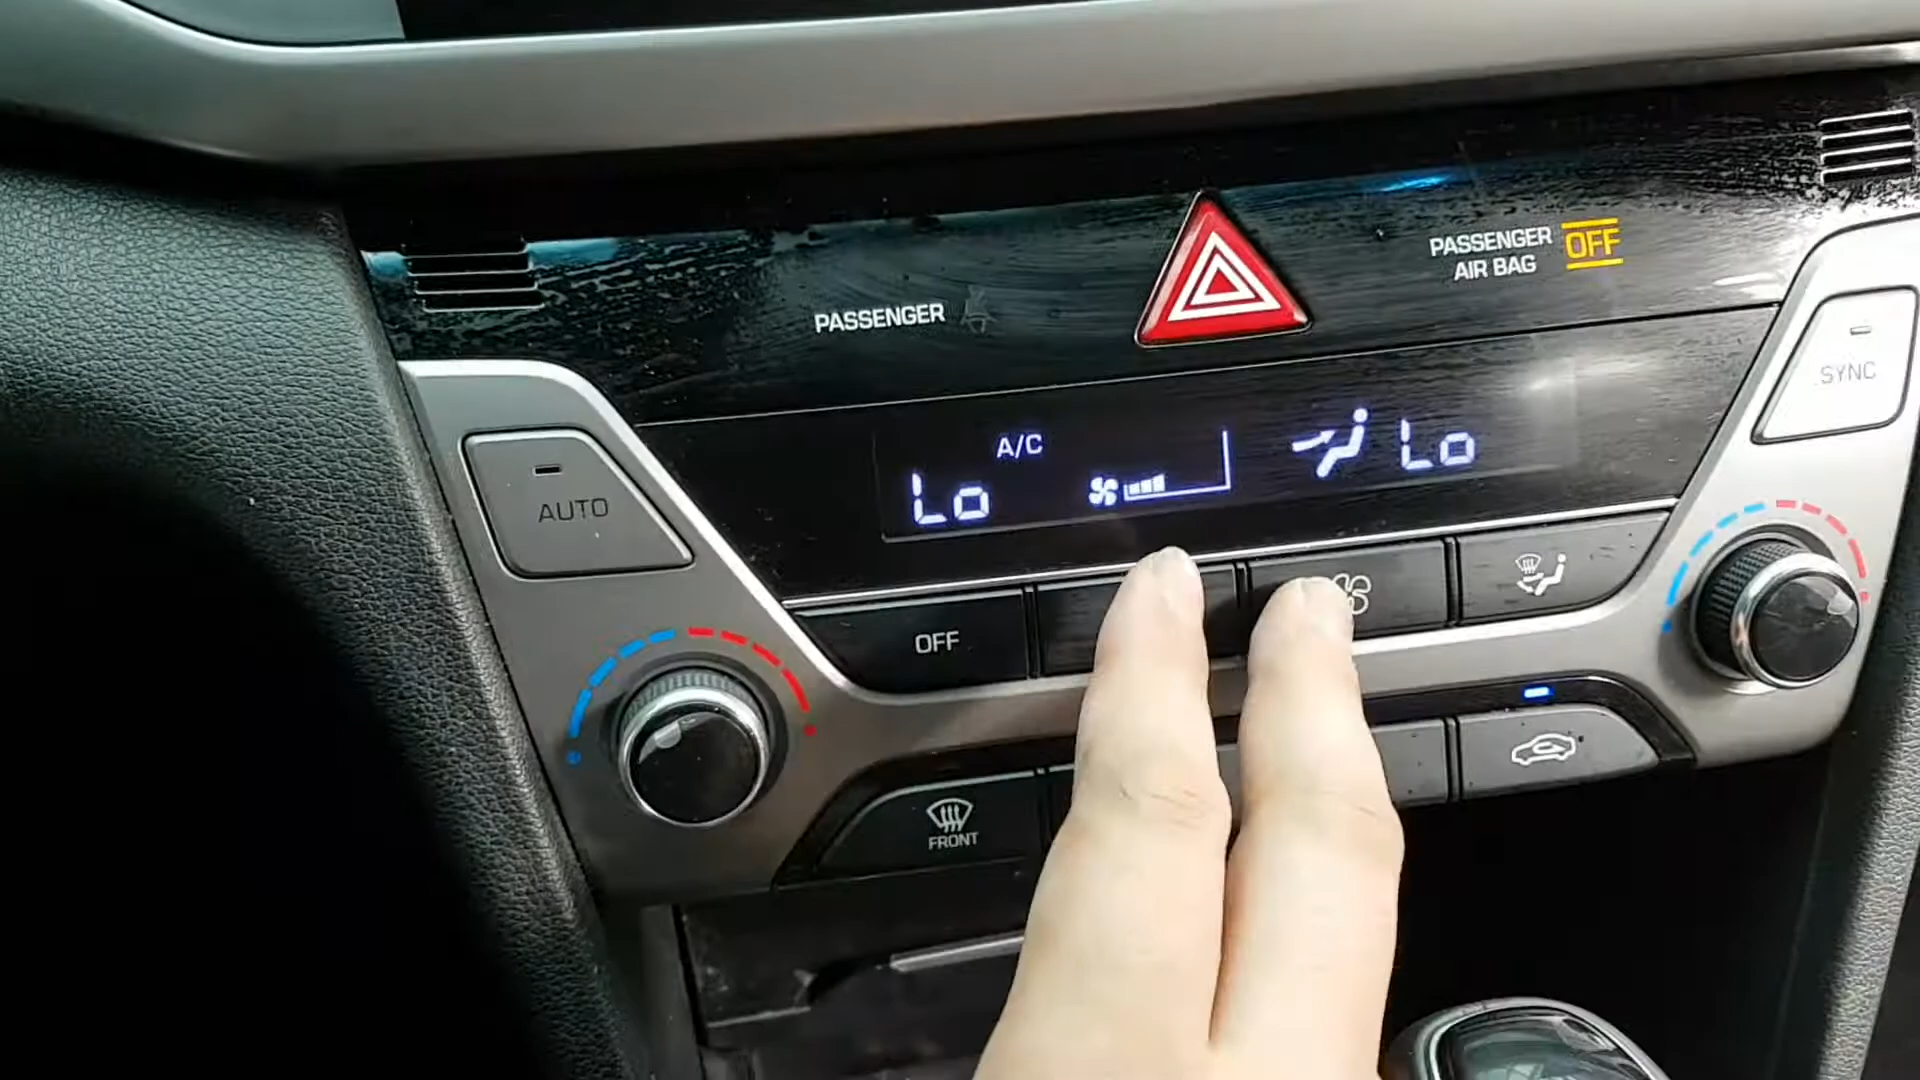 PASSENGER
PASSENGER
AIR BAG
OFF
SYNC
A/C
Lo
Lo
AUTO
OFF
FRONT